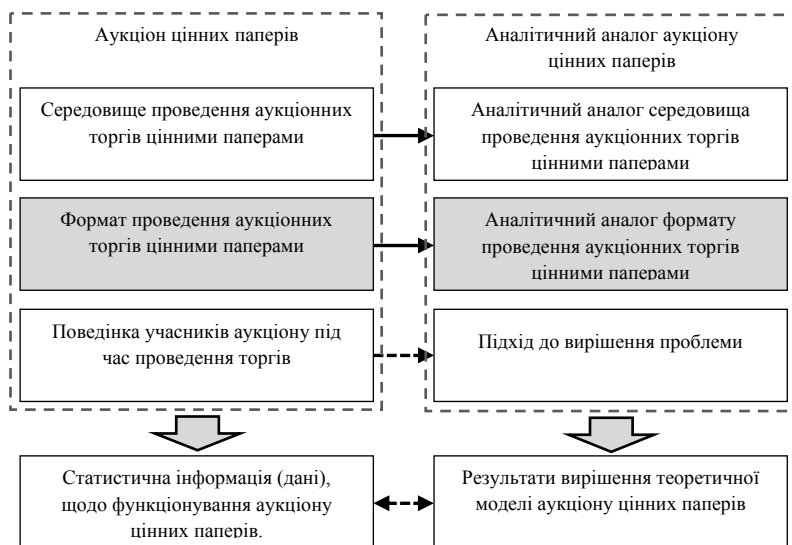 Аукціон цінних паперів
Аналітичний аналог аукціону
цінних паперів
Середовище проведення аукціонних
торгів цінними паперами
Аналітичний аналог середовища
проведення аукціонних торгів
цінними паперами
Формат проведення аукціонних
торгів цінними паперами
Аналітичний аналог формату
проведення аукціонних торгів
цінними паперами
Поведінка учасників аукціону під
час проведення торгів
Підхід до вирішення проблеми
Статистична інформація (дані),
щодо функціонування аукціону
цінних паперів.
Результати вирішення теоретичної
моделі аукціону цінних паперів